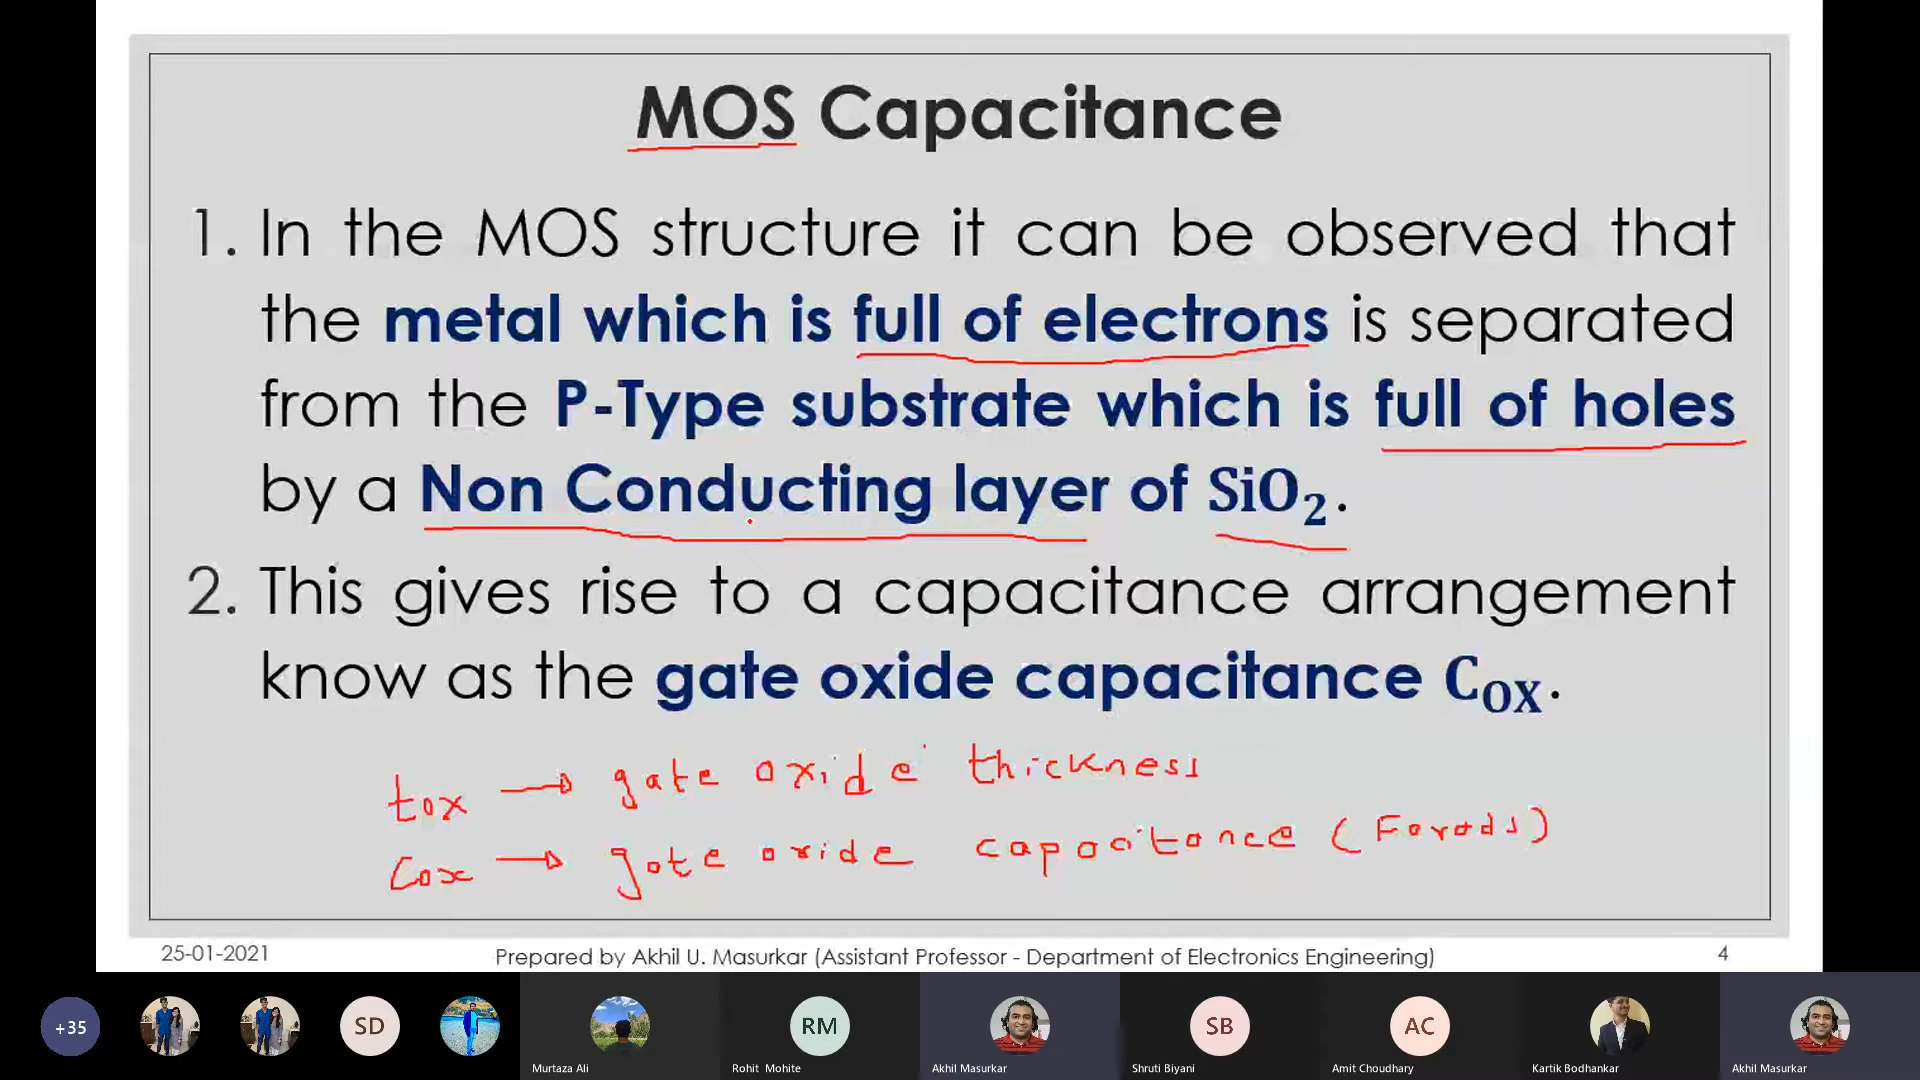 MOS Capacitance
1. In the MOS structure it can be observed that
the metal which is full of electrons is separated
from the P-Type substrate which is full of holes
by a Non Conducting layer of SiO₂.
2. This gives rise to a capacitance arrangement
know as the gate oxide capacitance C_OX.
tox → gate oxide thickness
Cox → gate oxide capacitance (Farads)
25-01-2021 Prepared by Akhil U. Masurkar (Assistant Professor - Department of Electronics Engineering) 4
+35 SD RM SB AC
Murtaza Ali Rohit Mohite Akhil Masurkar Shruti Biyani Amit Choudhary Kartik Bodhankar Akhil Masurkar